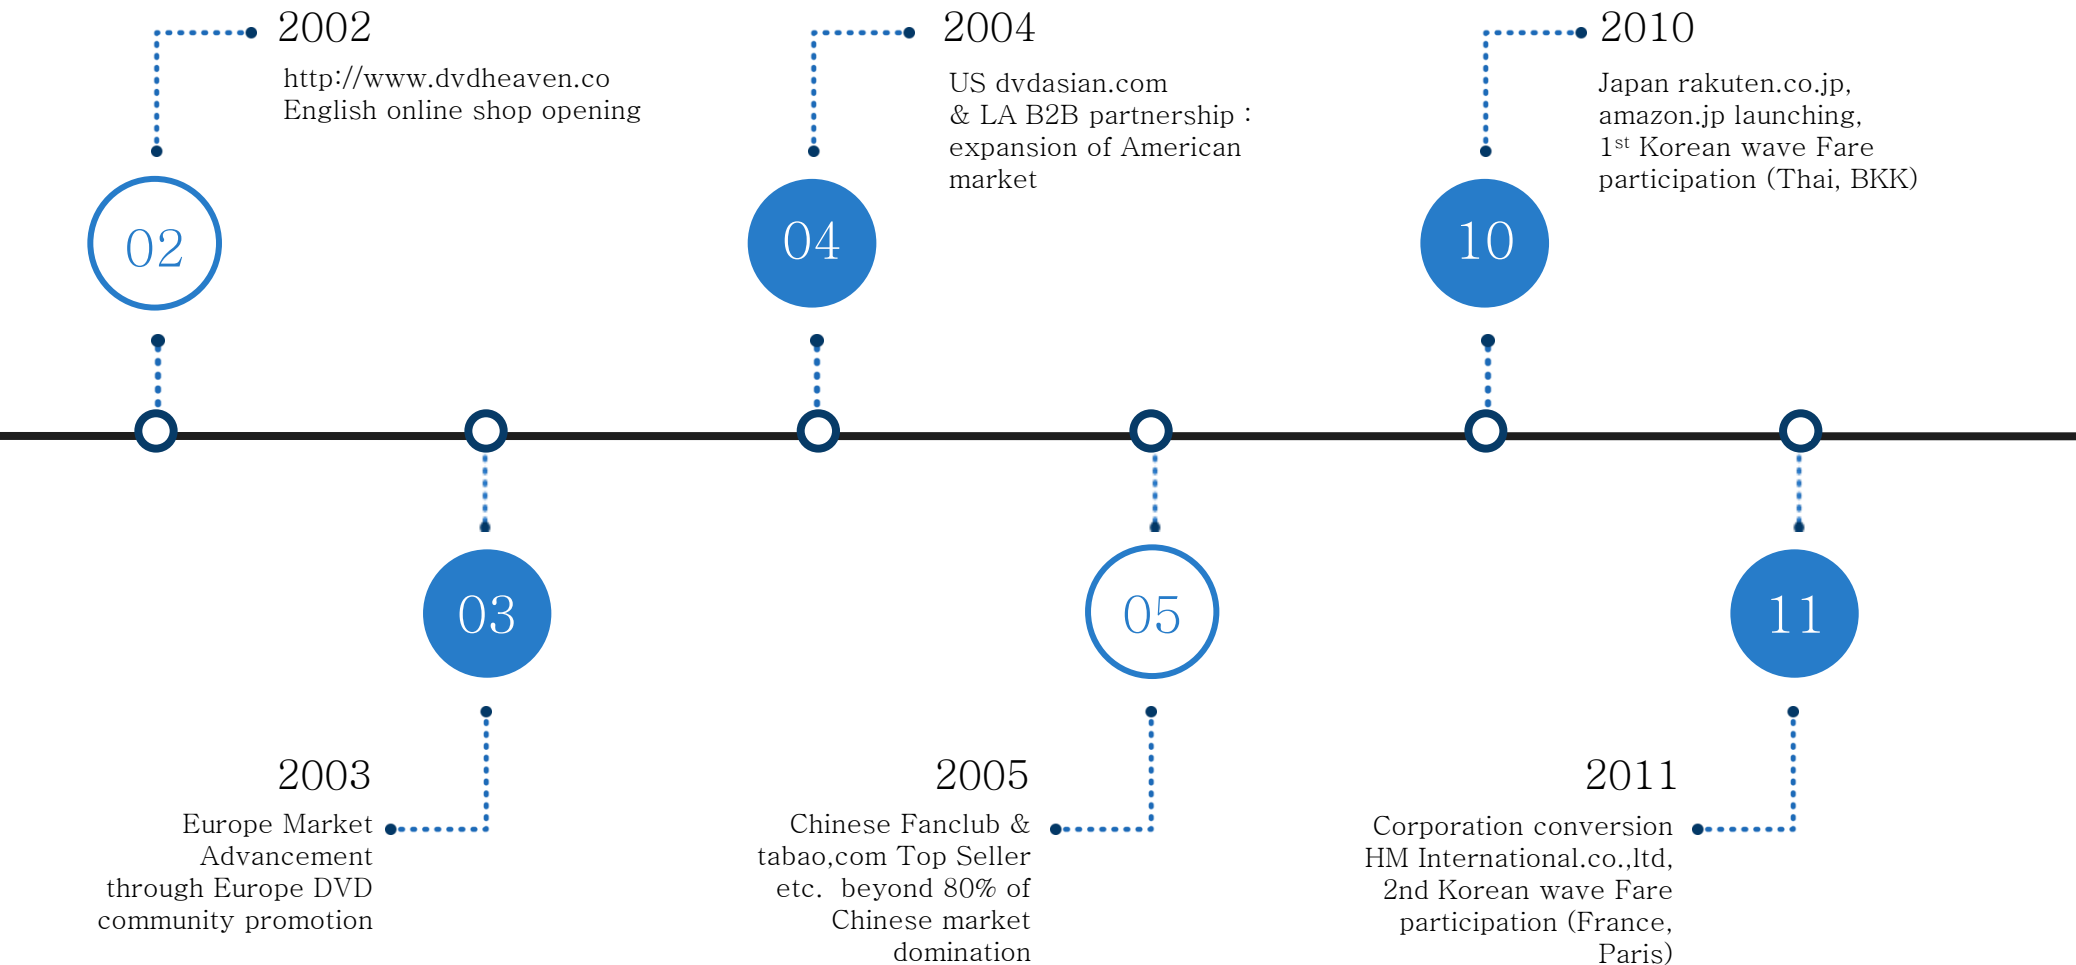 2002
http://www.dvdheaven.co
English online shop opening
02
2004
US dvdasian.com
& LA B2B partnership :
expansion of American
market
04
2010
Japan rakuten.co.jp,
amazon.jp launching,
1st Korean wave Fare
participation (Thai, BKK)
10
03
2003
Europe Market
Advancement
through Europe DVD
community promotion
05
2005
Chinese Fanclub &
tabao,com Top Seller
etc. beyond 80% of
Chinese market
domination
11
2011
Corporation conversion
HM International.co.,ltd,
2nd Korean wave Fare
participation (France,
Paris)